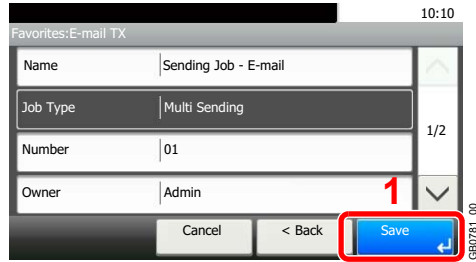 10:10
Favorites:E-mail TX
Name Sending Job - E-mail
Job Type Multi Sending
1/2
Number 01
Owner Admin
1
Cancel < Back Save
GB0781_00